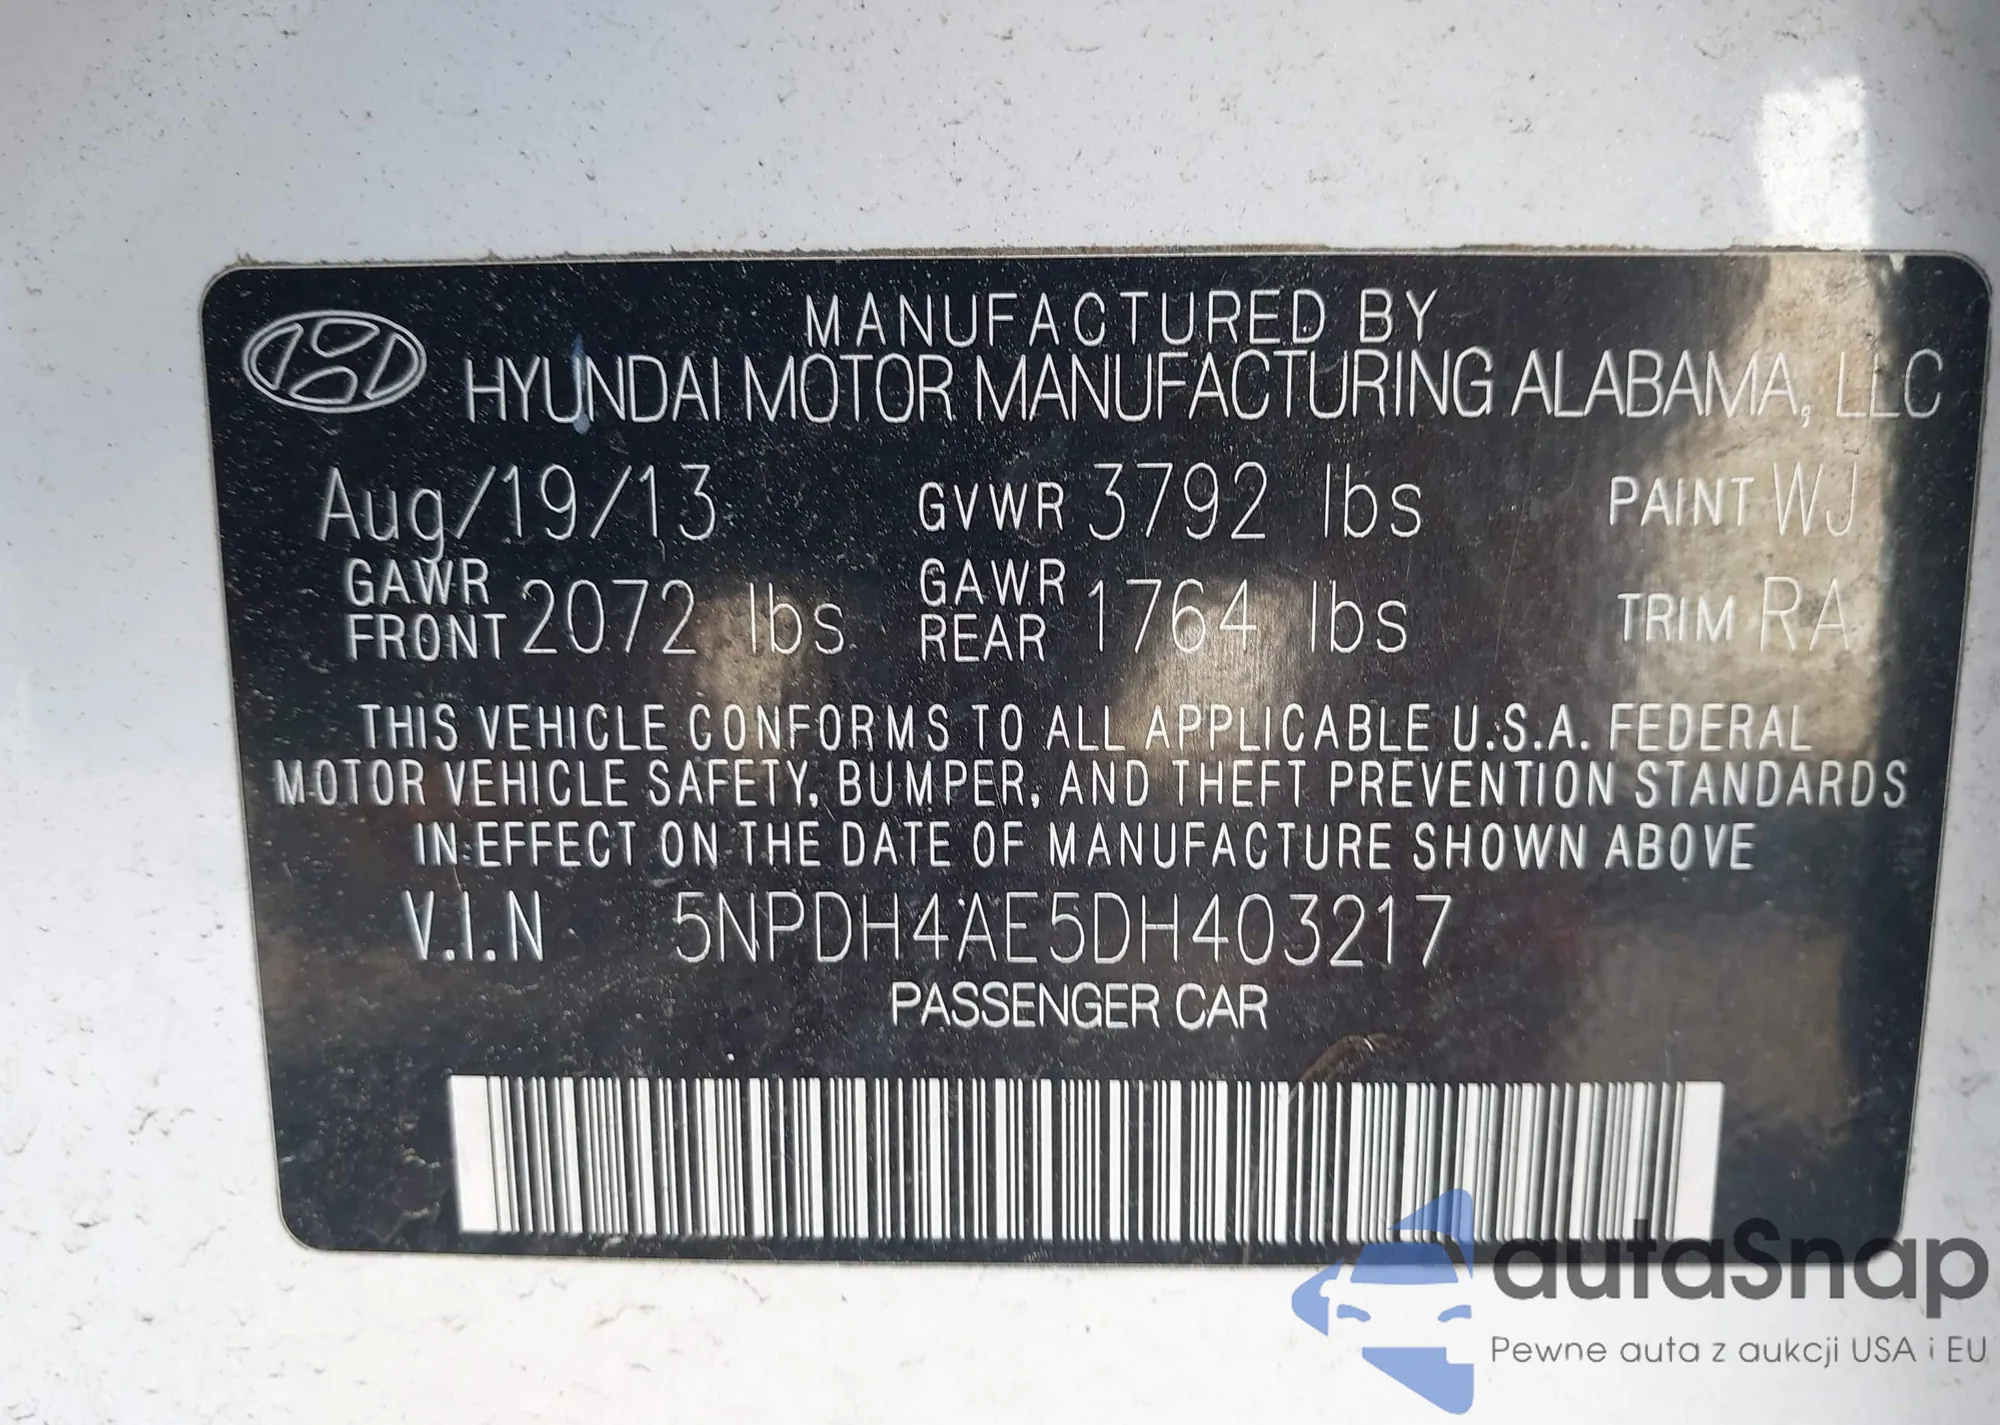 MANUFACTURED BY
HYUNDAI MOTOR MANUFACTURING ALABAMA, LLC
Aug/19/13 GVWR 3792 lbs PAINT WJ
GAWR FRONT 2072 lbs GAWR REAR 1764 lbs TRIM RA
THIS VEHICLE CONFORMS TO ALL APPLICABLE U.S.A. FEDERAL
MOTOR VEHICLE SAFETY, BUMPER, AND THEFT PREVENTION STANDARDS
IN EFFECT ON THE DATE OF MANUFACTURE SHOWN ABOVE
V.I.N 5NPDH4AE5DH403217
PASSENGER CAR
autaSnap
Pewne auta z aukcji USA i EU